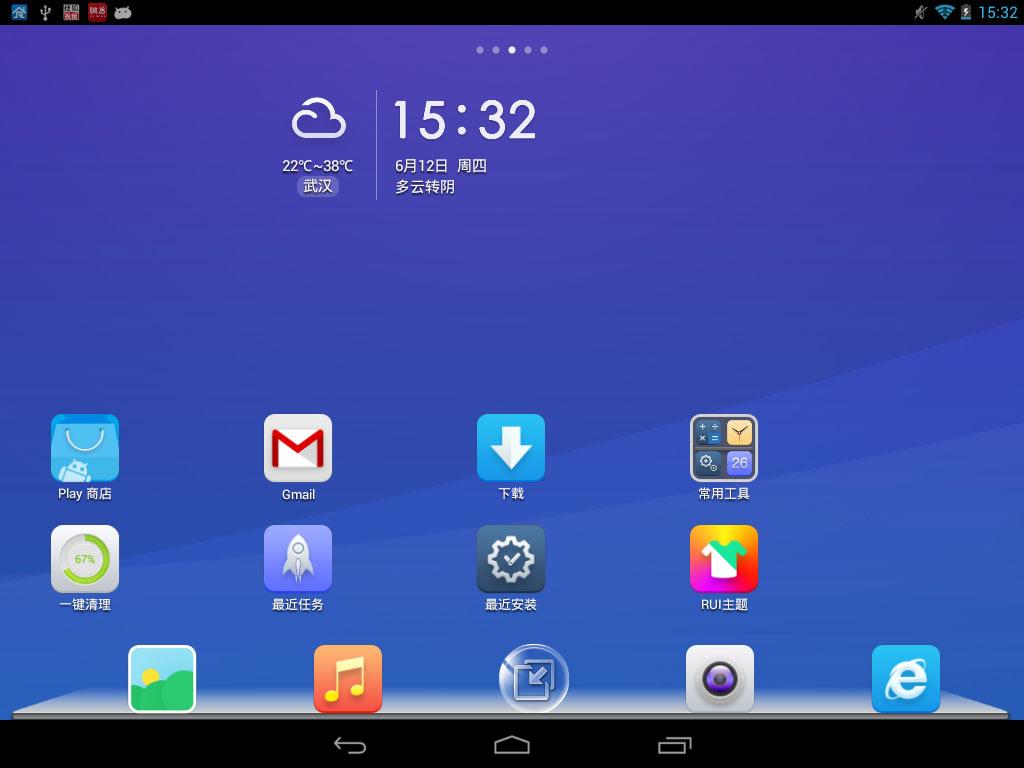 15:32
15:32
22℃~38℃
6月12日 周四
武汉
多云转阴
26
Play 商店
Gmail
下载
常用工具
67%
一键清理
最近任务
最近安装
RUI主题